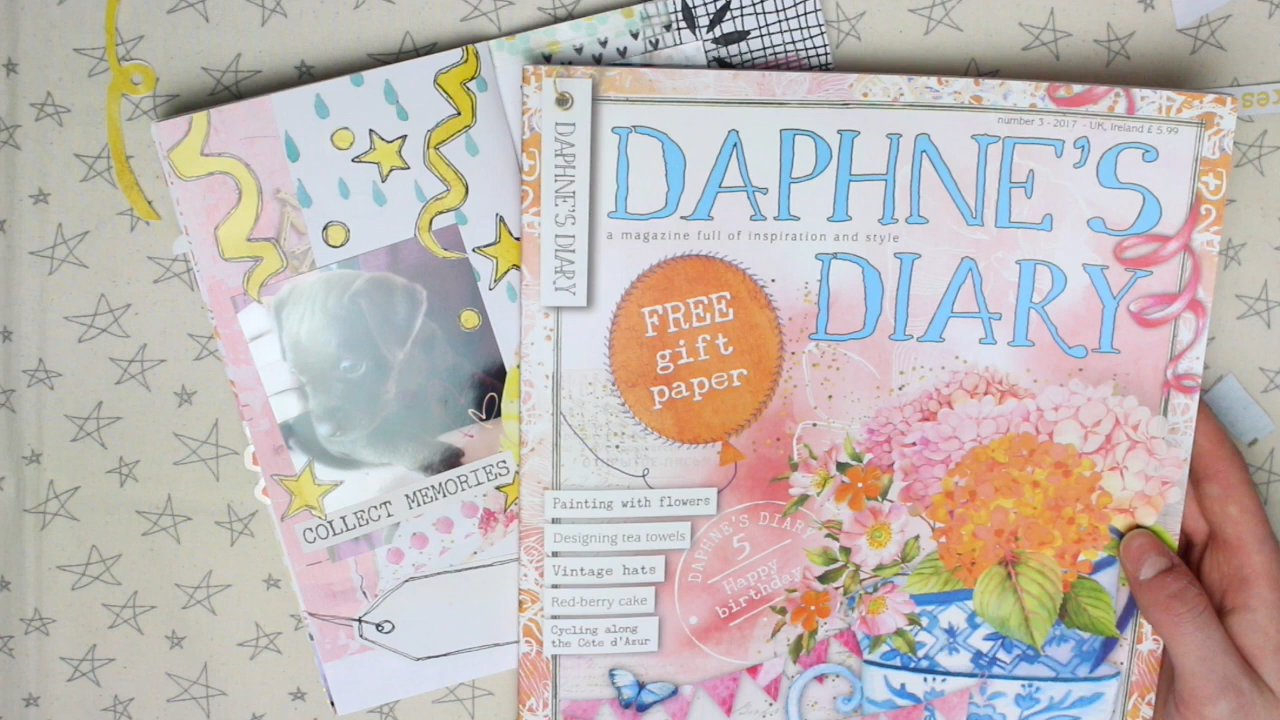 number 3 - 2017 - UK, Ireland £ 5.99
DAPHNE'S DIARY
DAPHNE'S
a magazine full of inspiration and style
DIARY
FREE
gift
paper
Painting with flowers
Designing tea towels
Vintage hats
Red-berry cake
Cycling along
the Côte d'Azur
DAPHNE'S DIARY
5
Happy
birthday
COLLECT MEMORIES